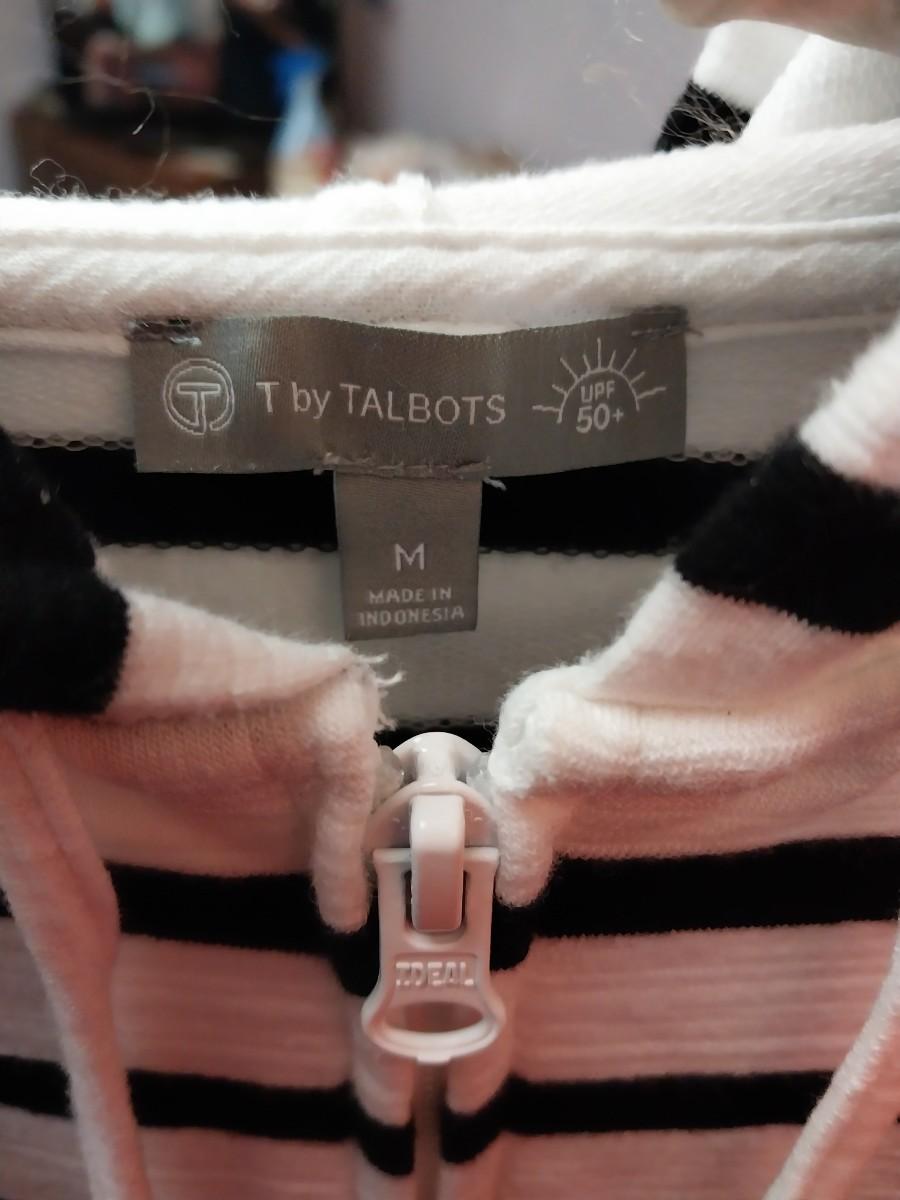 T
T by TALBOTS
UPF
50+
M
MADE IN
INDONESIA
IDEAL